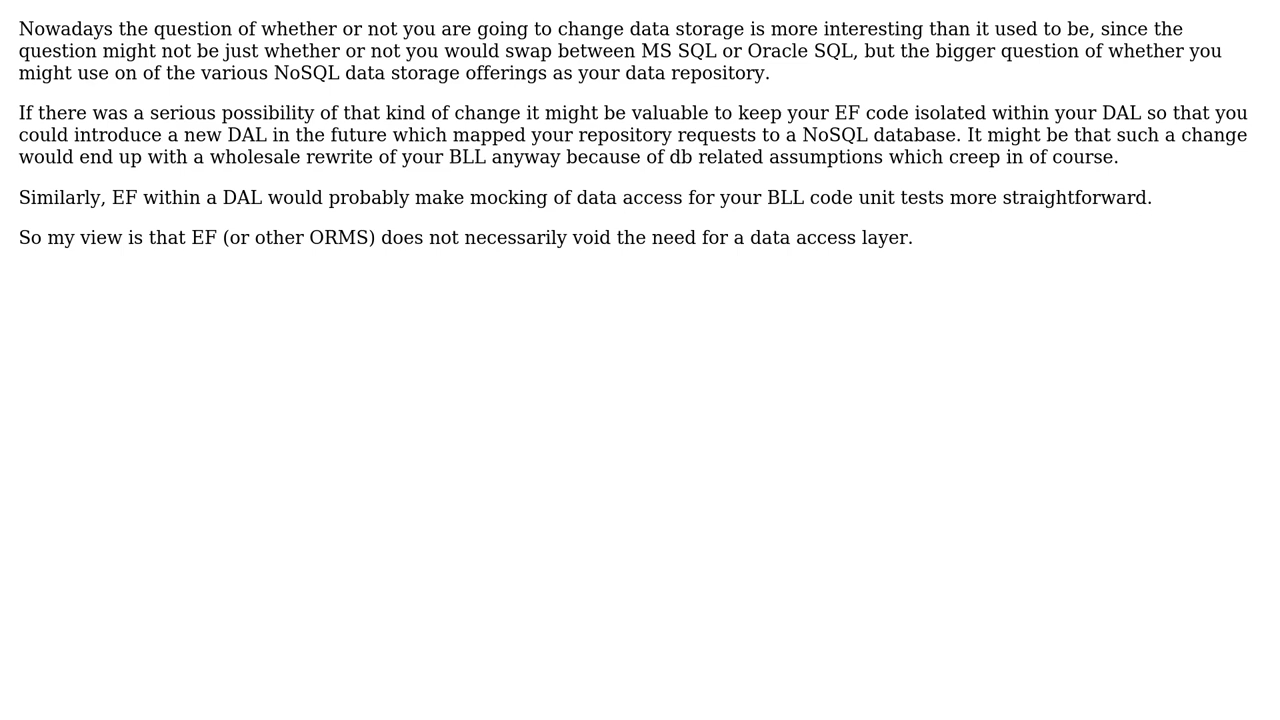 Nowadays the question of whether or not you are going to change data storage is more interesting than it used to be, since the
question might not be just whether or not you would swap between MS SQL or Oracle SQL, but the bigger question of whether you
might use on of the various NoSQL data storage offerings as your data repository.
If there was a serious possibility of that kind of change it might be valuable to keep your EF code isolated within your DAL so that you
could introduce a new DAL in the future which mapped your repository requests to a NoSQL database. It might be that such a change
would end up with a wholesale rewrite of your BLL anyway because of db related assumptions which creep in of course.
Similarly, EF within a DAL would probably make mocking of data access for your BLL code unit tests more straightforward.
So my view is that EF (or other ORMS) does not necessarily void the need for a data access layer.